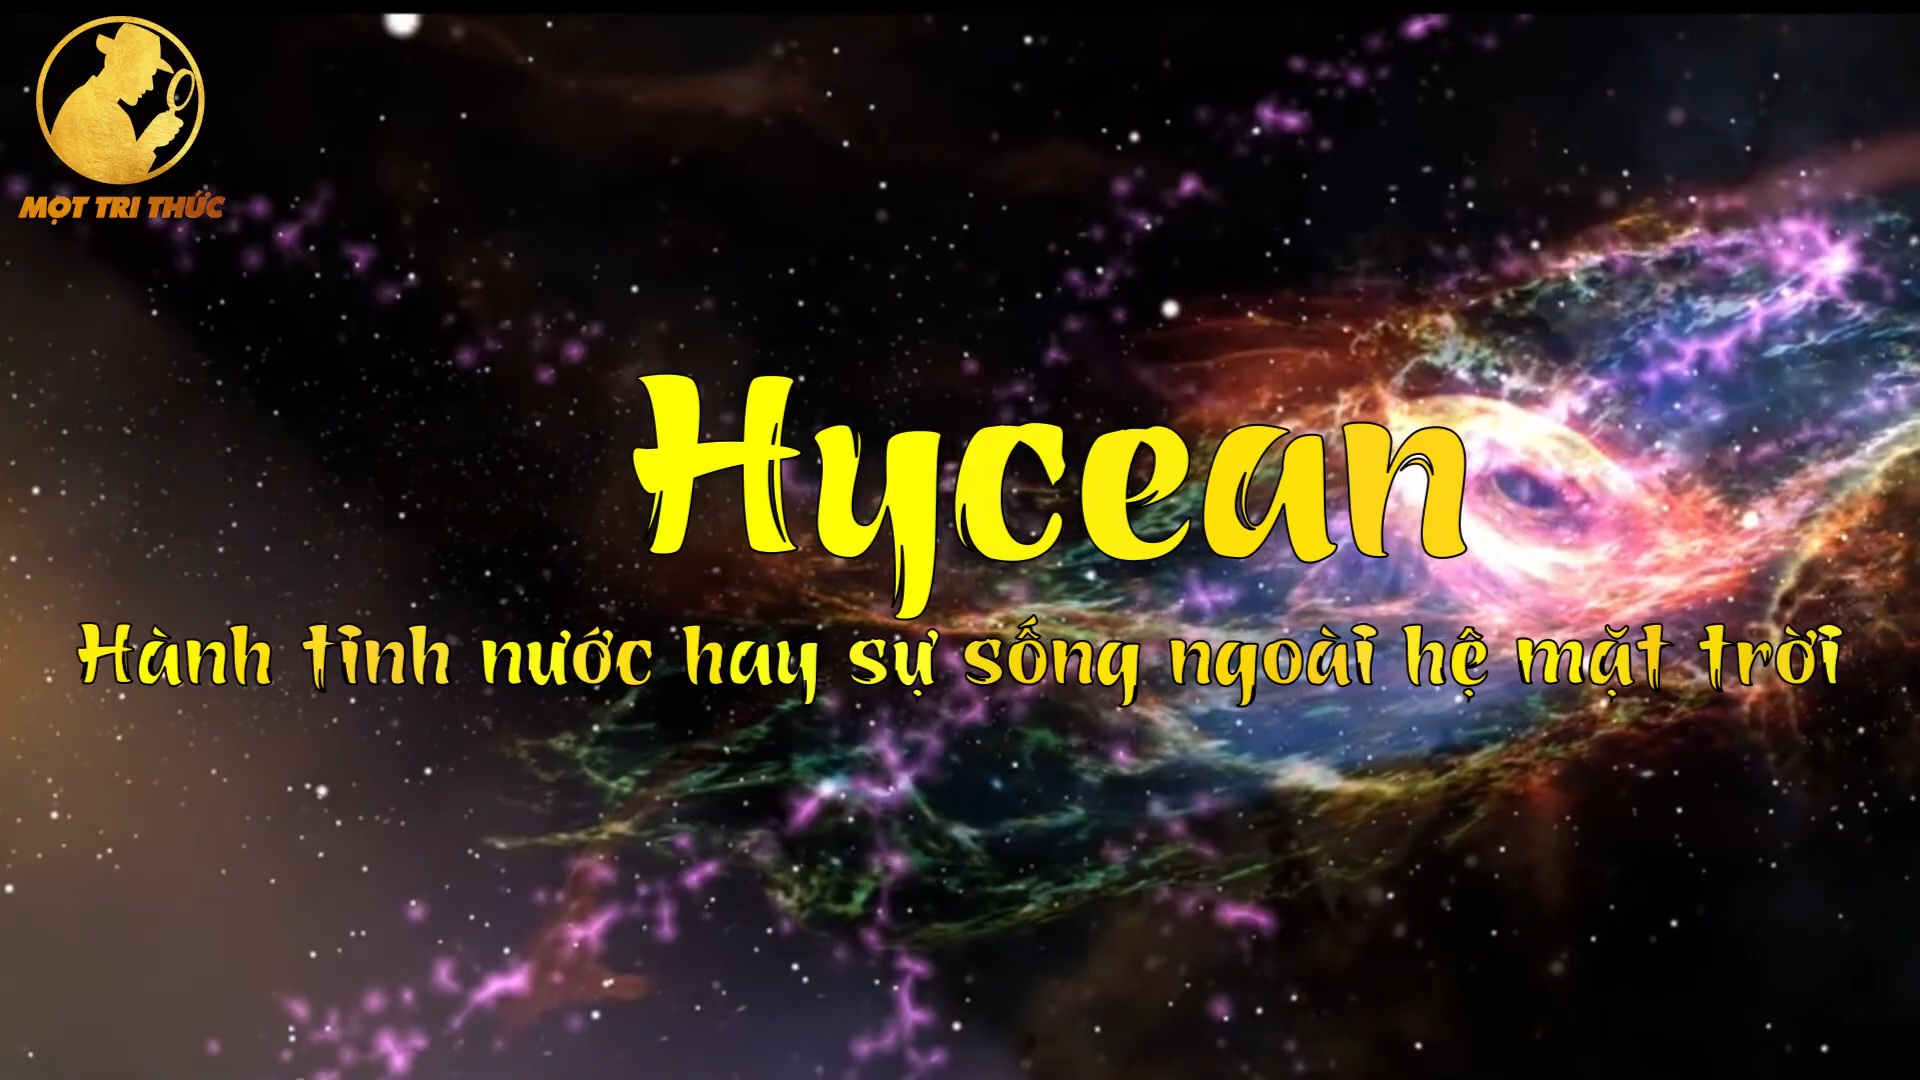 MỌT TRI THỨC
Hycean
Hành tinh nước hay sự sống ngoài hệ mặt trời